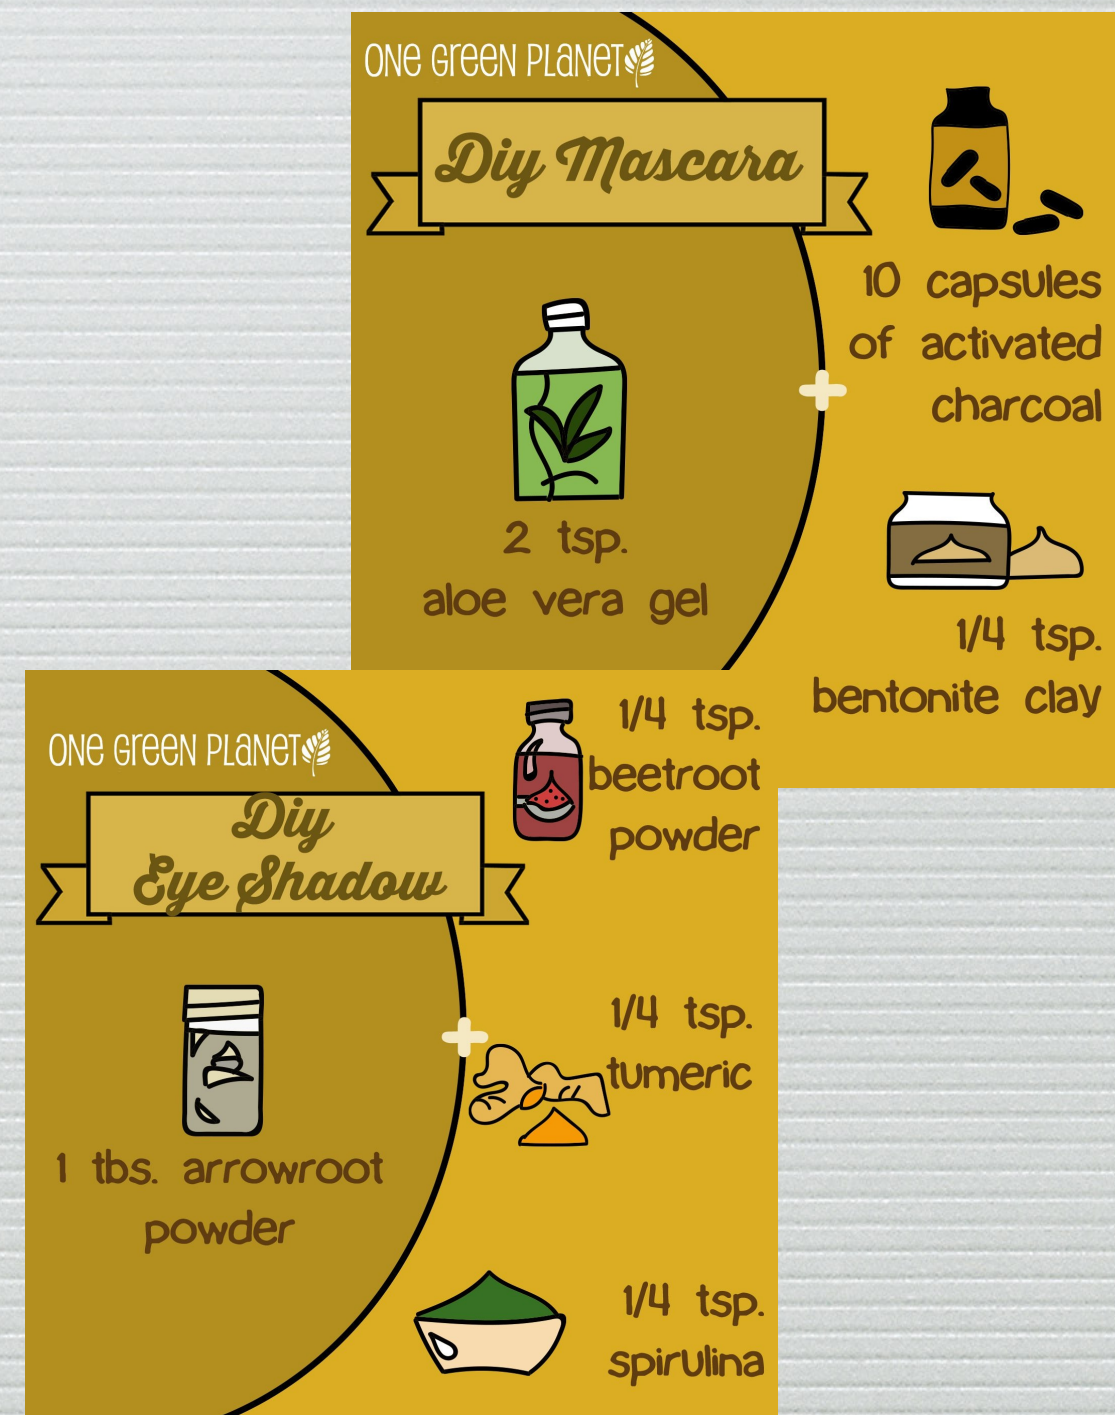 ONE GREEN PLANET
Diy Mascara
2 tsp.
aloe vera gel
10 capsules
of activated
charcoal
1/4 tsp.
bentonite clay
ONE GREEN PLANET
Diy
Eye Shadow
1 tbs. arrowroot
powder
1/4 tsp.
beetroot
powder
1/4 tsp.
tumeric
1/4 tsp.
spirulina